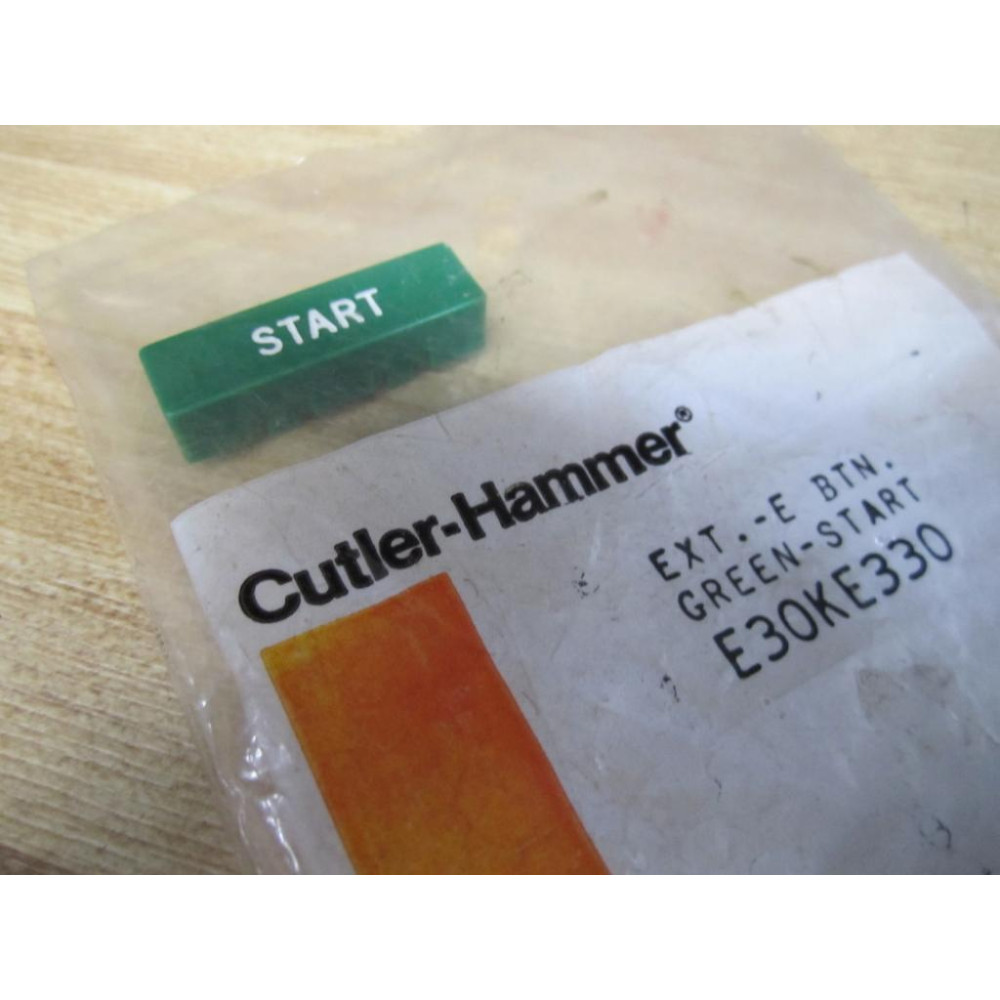 START
Cutler-Hammer®
EXT.-E BTN.
GREEN-START
E30KE330